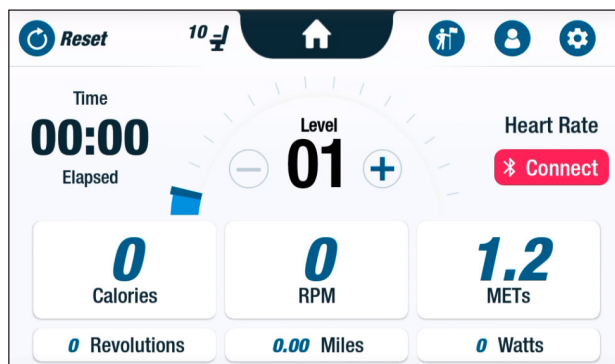 Reset
10
Time
00:00
Elapsed
Level
01
Heart Rate
Connect
0
Calories
0
RPM
1.2
METs
0 Revolutions
0.00 Miles
0 Watts